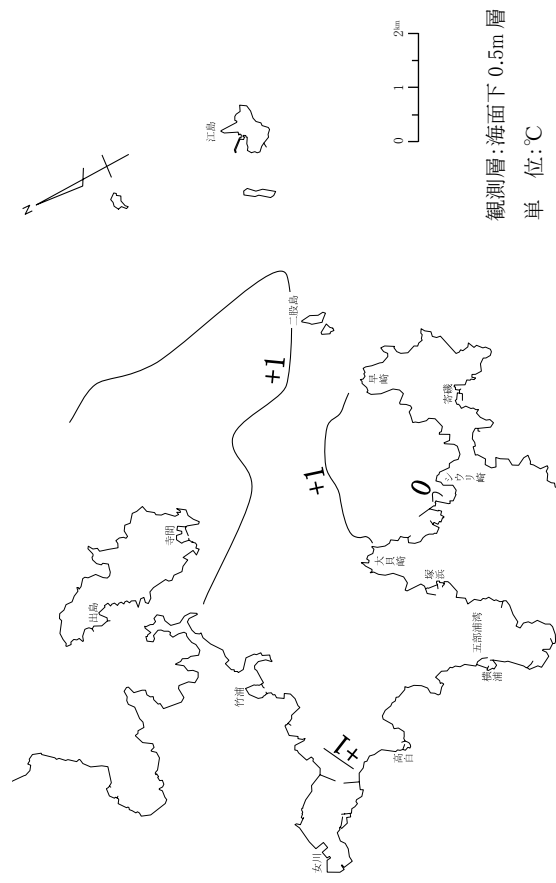 N
江島
二股島
+1
早崎
寄磯
+1
0
シウリ崎
寺間
出島
大貝崎
塚浜
五部浦湾
横浦
竹浦
+1
高白
女川
0 1 2km
観測層:海面下 0.5m 層
単 位:℃